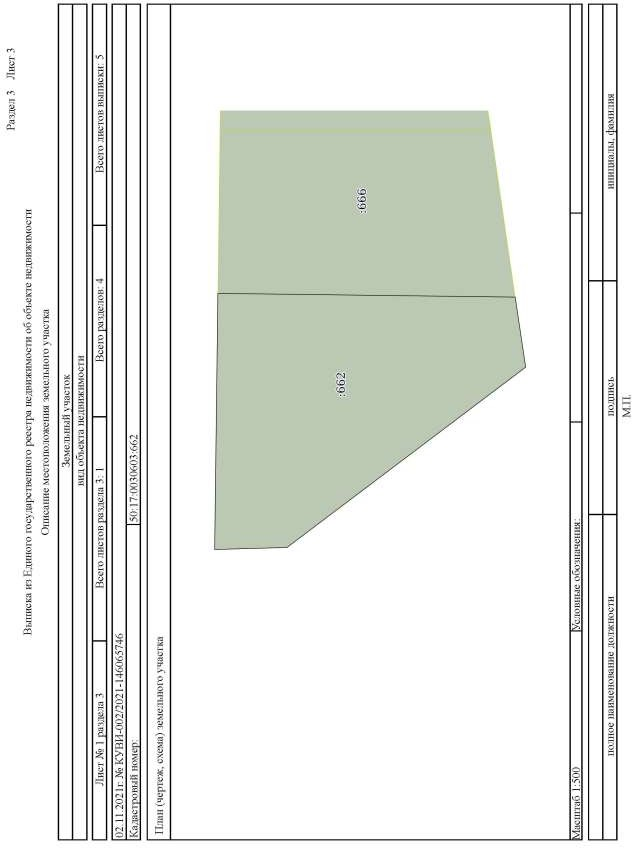 Раздел 3 Лист 3
Выписка из Единого государственного реестра недвижимости об объекте недвижимости
Описание местоположения земельного участка
Земельный участок
вид объекта недвижимости
Лист № 1 раздела 3 Всего листов раздела 3: 1 Всего разделов: 4 Всего листов выписки: 5
02.11.2021г. № КУВИ-002/2021-146065746
Кадастровый номер: 50:17:0030603:662
План (чертеж, схема) земельного участка
:662 :666
Масштаб 1:500 Условные обозначения:
полное наименование должности подпись инициалы, фамилия
М.П.